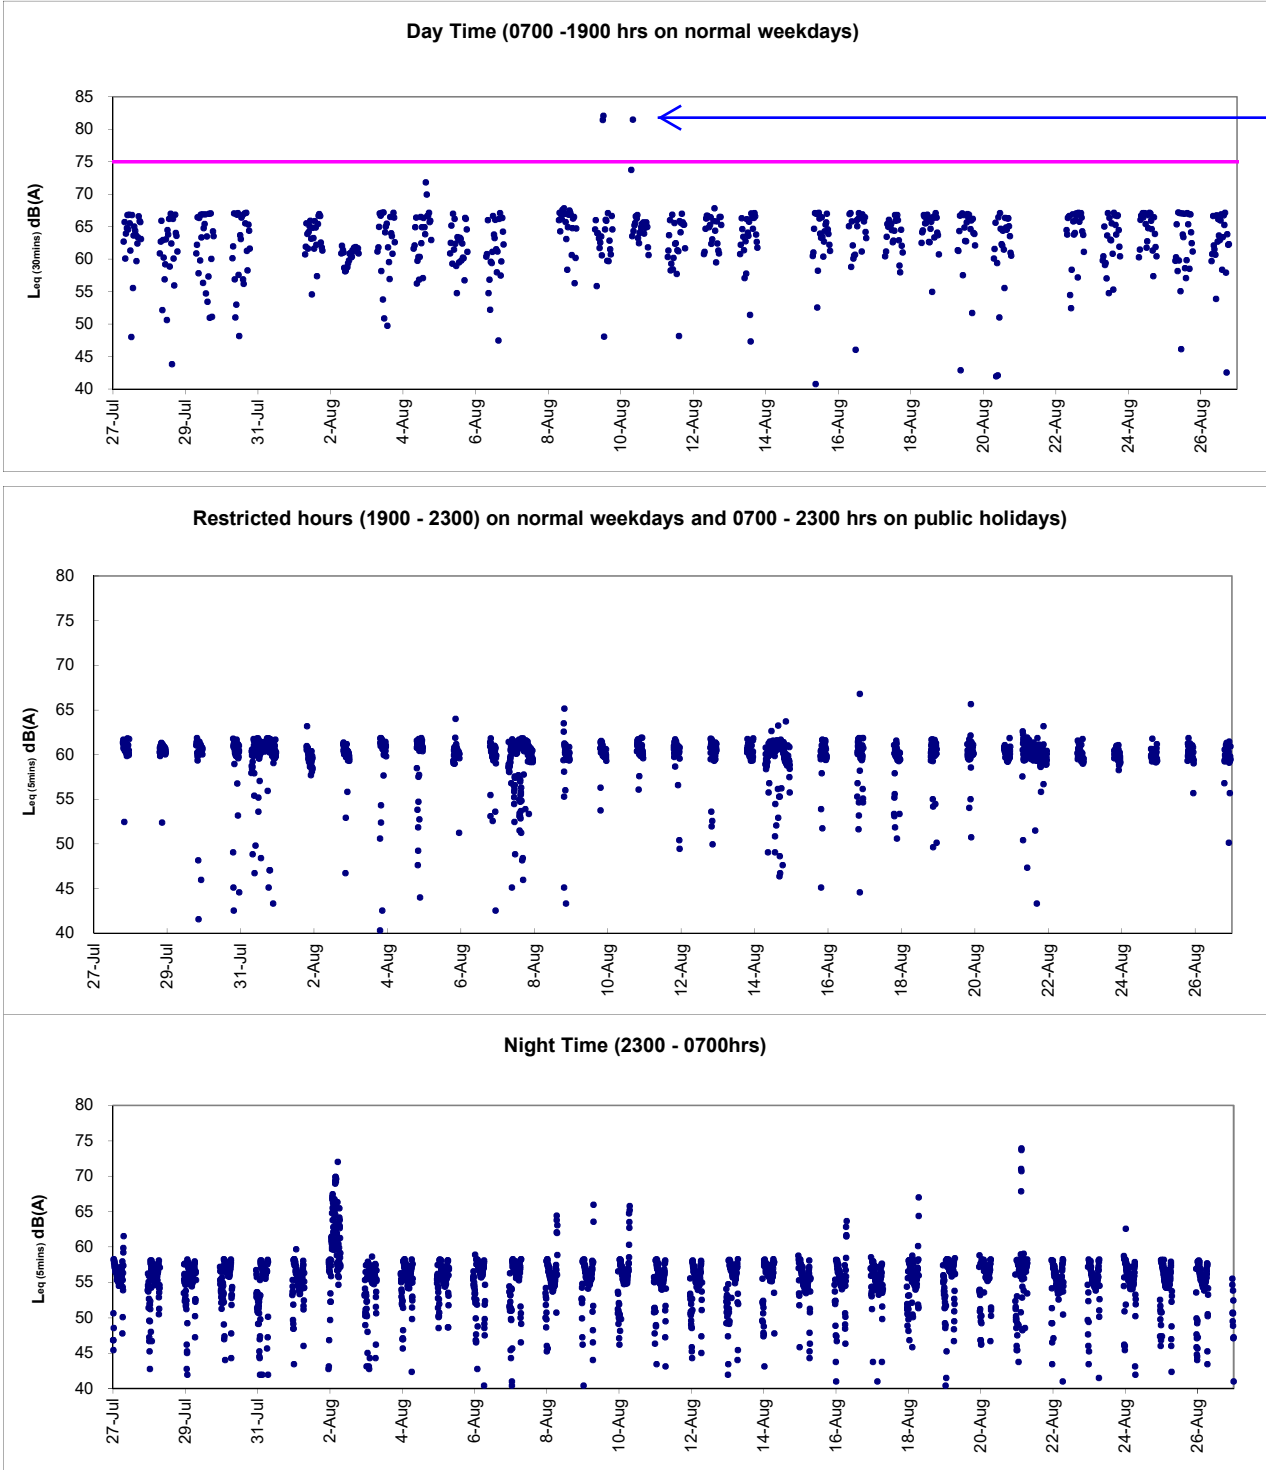 Day Time (0700 -1900 hrs on normal weekdays)
85
80
75
70
65
60
55
50
45
40
Leq (30mins) dB(A)
27-Jul
29-Jul
31-Jul
2-Aug
4-Aug
6-Aug
8-Aug
10-Aug
12-Aug
14-Aug
16-Aug
18-Aug
20-Aug
22-Aug
24-Aug
26-Aug
Restricted hours (1900 - 2300) on normal weekdays and 0700 - 2300 hrs on public holidays)
80
75
70
65
60
55
50
45
40
Leq (5mins) dB(A)
27-Jul
29-Jul
31-Jul
2-Aug
4-Aug
6-Aug
8-Aug
10-Aug
12-Aug
14-Aug
16-Aug
18-Aug
20-Aug
22-Aug
24-Aug
26-Aug
Night Time (2300 - 0700hrs)
80
75
70
65
60
55
50
45
40
Leq (5mins) dB(A)
27-Jul
29-Jul
31-Jul
2-Aug
4-Aug
6-Aug
8-Aug
10-Aug
12-Aug
14-Aug
16-Aug
18-Aug
20-Aug
22-Aug
24-Aug
26-Aug